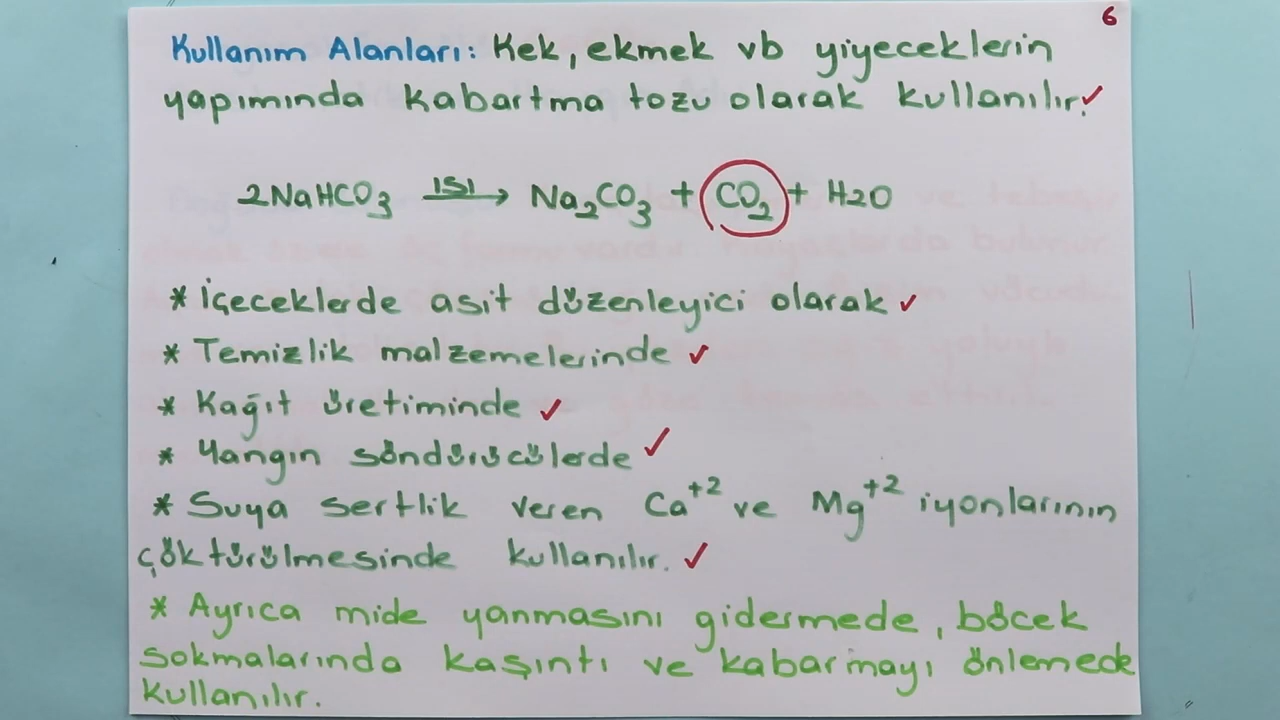 6
Kullanım Alanları: Kek, ekmek vb yiyeceklerin
yapımında kabartma tozu olarak kullanılır.
2NaHCO3 ısı Na2CO3 + CO2 + H2O
* İçeceklerde asit düzenleyici olarak
* Temizlik malzemelerinde
* Kağıt üretiminde
* Yangın söndürücülerde
* Suya sertlik veren Ca+2 ve Mg+2 iyonlarının
çöktürülmesinde kullanılır.
* Ayrıca mide yanmasını gidermede, böcek
sokmalarında kaşıntı ve kabarmayı önlemede
kullanılır.